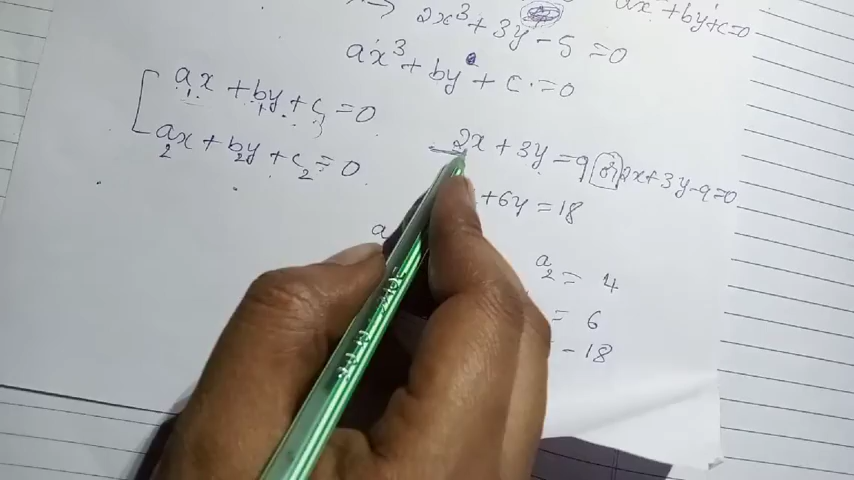 ax + by + c = 0
→ 2x³ + 3y - 5 = 0
ax³ + by + c = 0
a₁x + b₁y + c₁ = 0
a₂x + b₂y + c₂ = 0
2x + 3y = 9 or 2x + 3y - 9 = 0
+ 6y = 18
a
a₂ = 4
= 6
- 18